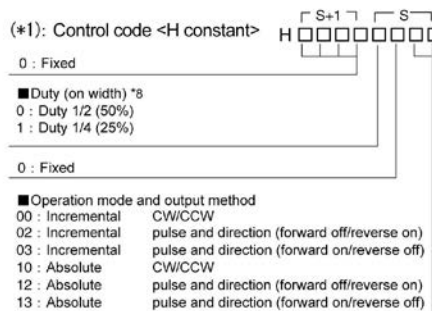 (*1): Control code <H constant>
S+1 S
H □□□□□□□□
0 : Fixed
■Duty (on width) *8
0 : Duty 1/2 (50%)
1 : Duty 1/4 (25%)
0 : Fixed
■Operation mode and output method
00 : Incremental CW/CCW
02 : Incremental pulse and direction (forward off/reverse on)
03 : Incremental pulse and direction (forward on/reverse off)
10 : Absolute CW/CCW
12 : Absolute pulse and direction (forward off/reverse on)
13 : Absolute pulse and direction (forward on/reverse off)